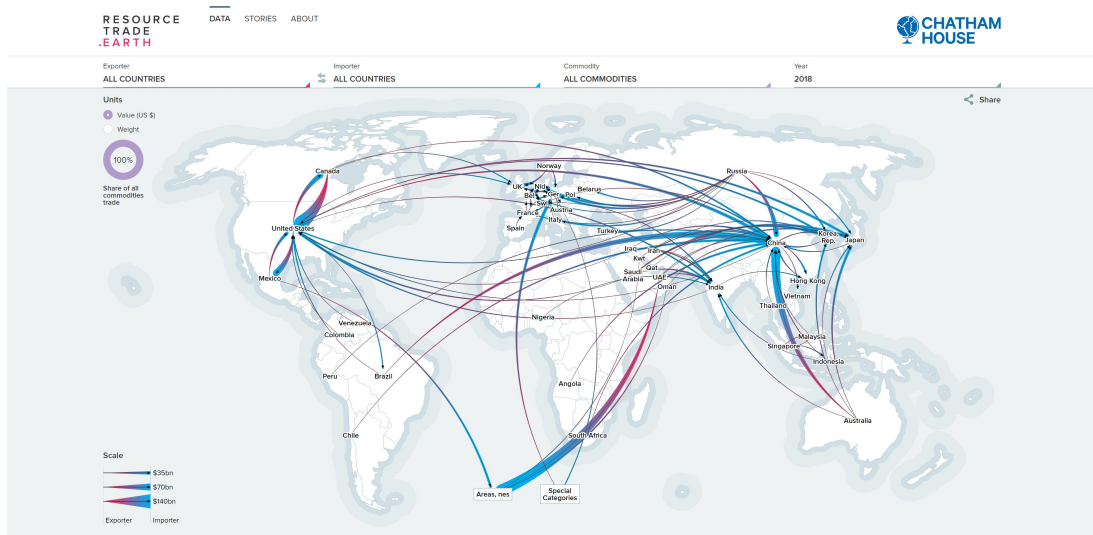 RESOURCE
TRADE
.EARTH
DATA
STORIES
ABOUT
CHATHAM
HOUSE
Exporter
ALL COUNTRIES
Importer
ALL COUNTRIES
Commodity
ALL COMMODITIES
Year
2018
Units
Value (US $)
Weight
100%
Share of all
commodities
trade
Share
Canada
United States
Mexico
Venezuela
Colombia
Peru
Brazil
Chile
Norway
UK
Nld
Ger
Pol
Belarus
Bel
Sw
France
Austria
Italy
Spain
Turkey
Russia
Iraq
Iran
Kwt
Qat
Saudi
Arabia
UAE
Oman
India
China
Korea,
Rep.
Japan
Hong Kong
Vietnam
Thailand
Malaysia
Singapore
Indonesia
Nigeria
Angola
South Africa
Australia
Areas, nes
Special
Categories
Scale
$35bn
$70bn
$140bn
Exporter
Importer